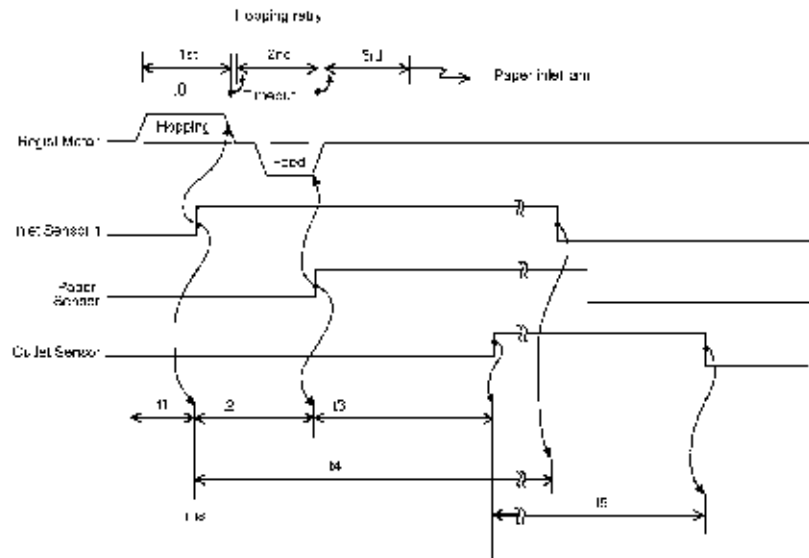 Hopping retry
1st
2nd
3rd
Paper inlet jam
t0
Timeout
Hopping
Regist Motor
Feed
Inlet Sensor 1
Paper
Sensor
Outlet Sensor
t1
t2
t3
t4
t5